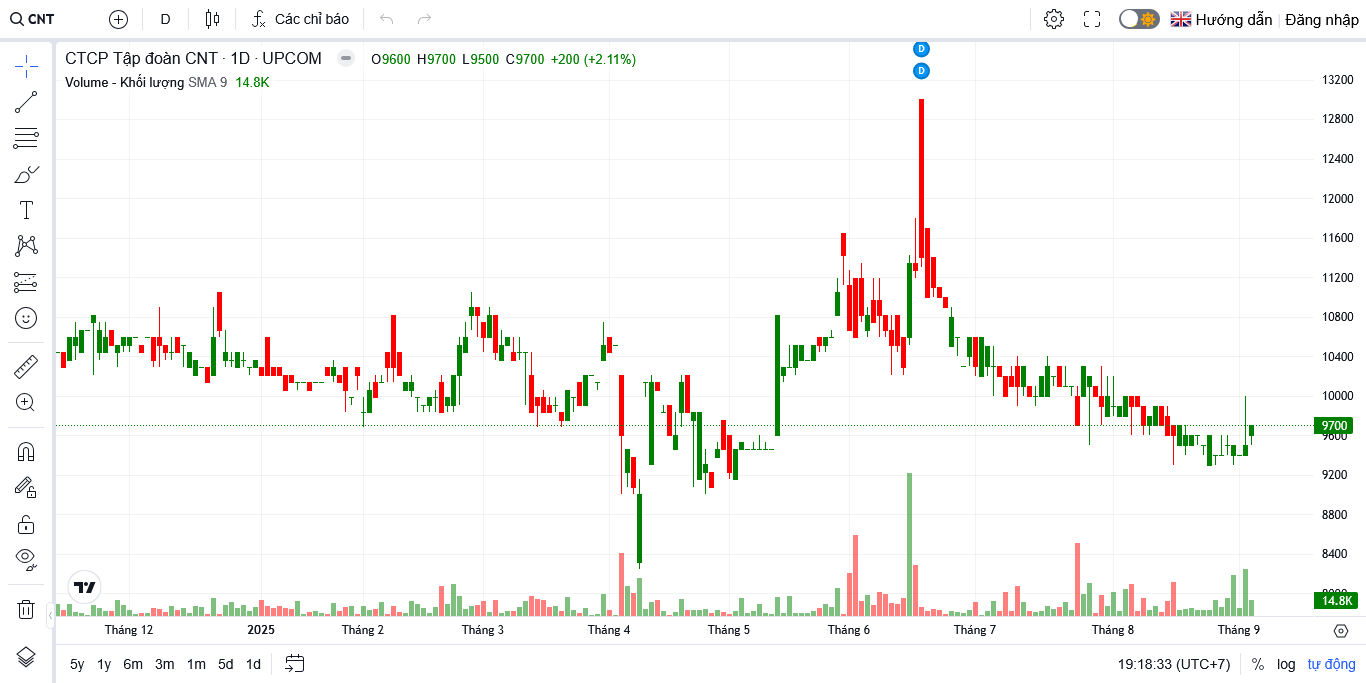 CNT D Các chỉ báo Hướng dẫn Đăng nhập
CTCP Tập đoàn CNT · 1D · UPCOM O9600 H9700 L9500 C9700 +200 (+2.11%)
Volume - Khối lượng SMA 9 14.8K
D
D
13200
12800
12400
12000
11600
11200
10800
10400
10000
9700
9600
9200
8800
8400
14.8K
Tháng 12 2025 Tháng 2 Tháng 3 Tháng 4 Tháng 5 Tháng 6 Tháng 7 Tháng 8 Tháng 9
5y 1y 6m 3m 1m 5d 1d 19:18:33 (UTC+7) % log tự động